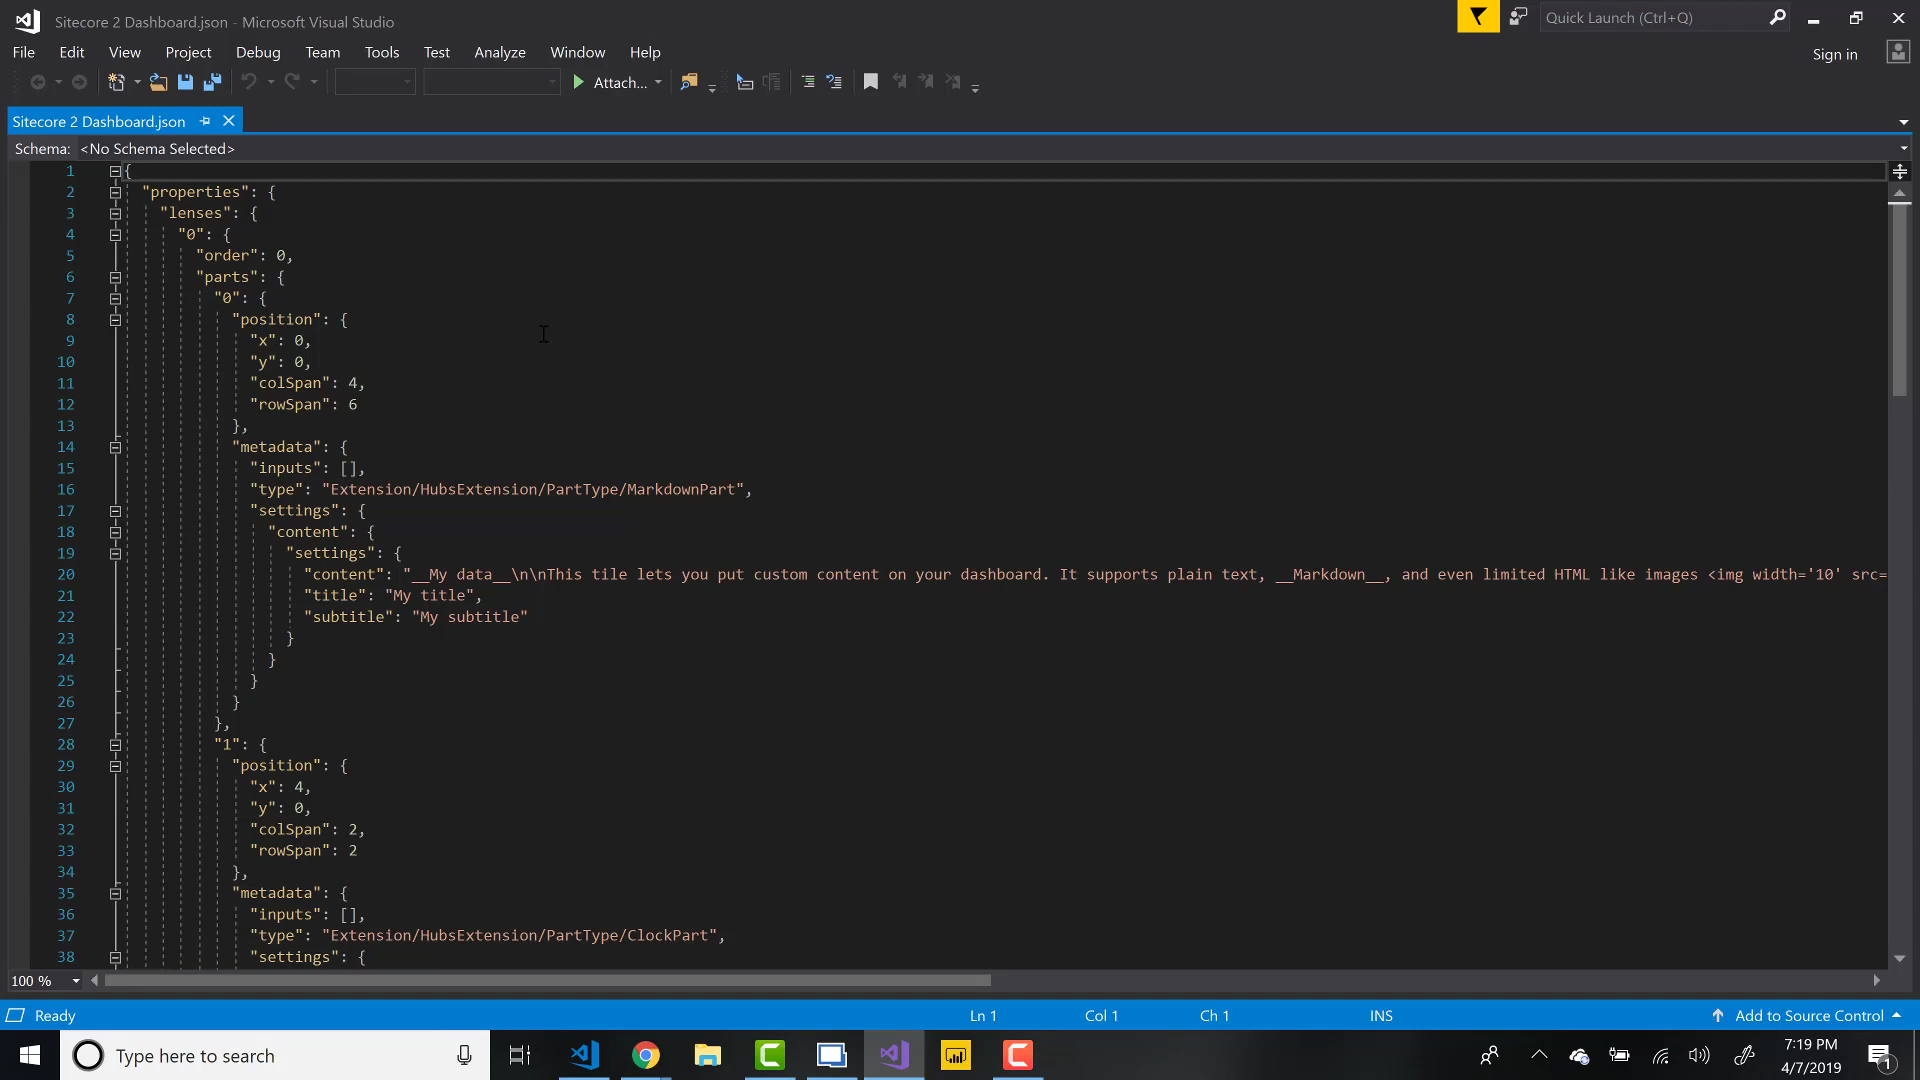 Sitecore 2 Dashboard.json - Microsoft Visual Studio
Quick Launch (Ctrl+Q)
File Edit View Project Debug Team Tools Test Analyze Window Help
Sign in
Attach...
Sitecore 2 Dashboard.json
Schema: <No Schema Selected>
1 {
2 "properties": {
3 "lenses": {
4 "0": {
5 "order": 0,
6 "parts": {
7 "0": {
8 "position": {
9 "x": 0,
10 "y": 0,
11 "colSpan": 4,
12 "rowSpan": 6
13 },
14 "metadata": {
15 "inputs": [],
16 "type": "Extension/HubsExtension/PartType/MarkdownPart",
17 "settings": {
18 "content": {
19 "settings": {
20 "content": "__My data__\n\nThis tile lets you put custom content on your dashboard. It supports plain text, __Markdown__, and even limited HTML like images <img width='10' src=
21 "title": "My title",
22 "subtitle": "My subtitle"
23 }
24 }
25 }
26 }
27 },
28 "1": {
29 "position": {
30 "x": 4,
31 "y": 0,
32 "colSpan": 2,
33 "rowSpan": 2
34 },
35 "metadata": {
36 "inputs": [],
37 "type": "Extension/HubsExtension/PartType/ClockPart",
38 "settings": {
100 %
Ready Ln 1 Col 1 Ch 1 INS Add to Source Control
Type here to search
7:19 PM
4/7/2019
1